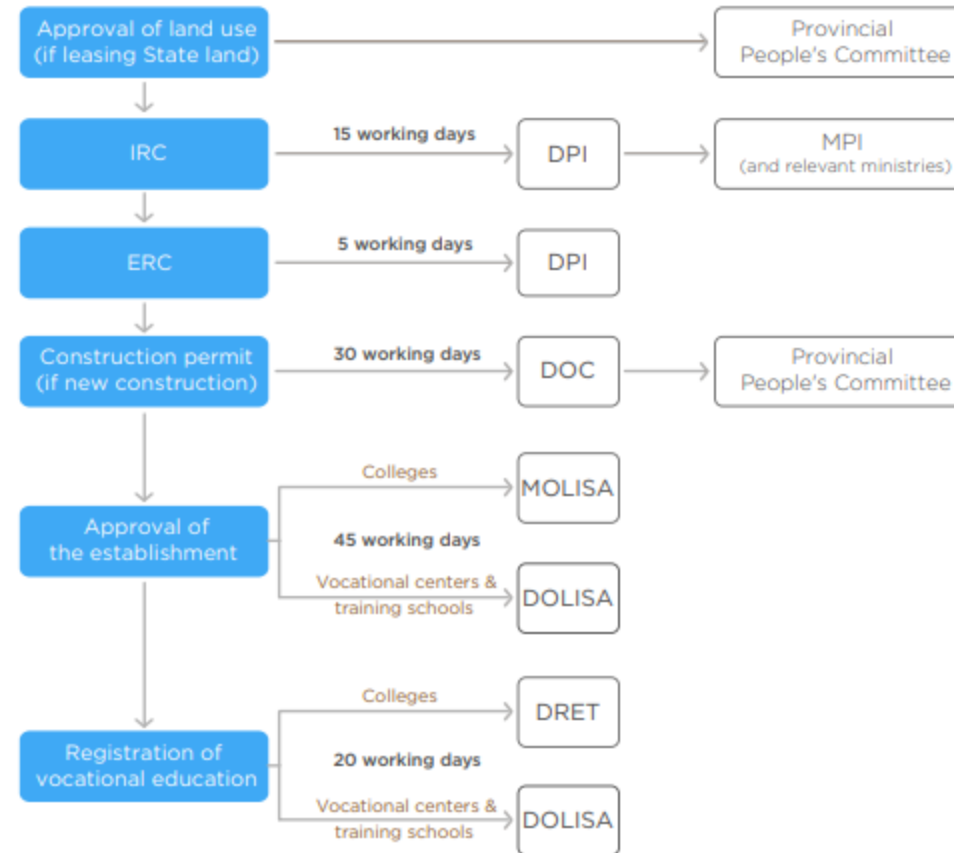 Approval of land use
(if leasing State land)
Provincial
People's Committee
IRC
15 working days
DPI
MPI
(and relevant ministries)
ERC
5 working days
DPI
Construction permit
(if new construction)
30 working days
DOC
Provincial
People's Committee
Approval of
the establishment
Colleges
MOLISA
45 working days
Vocational centers &
training schools
DOLISA
Registration of
vocational education
Colleges
DRET
20 working days
Vocational centers &
training schools
DOLISA